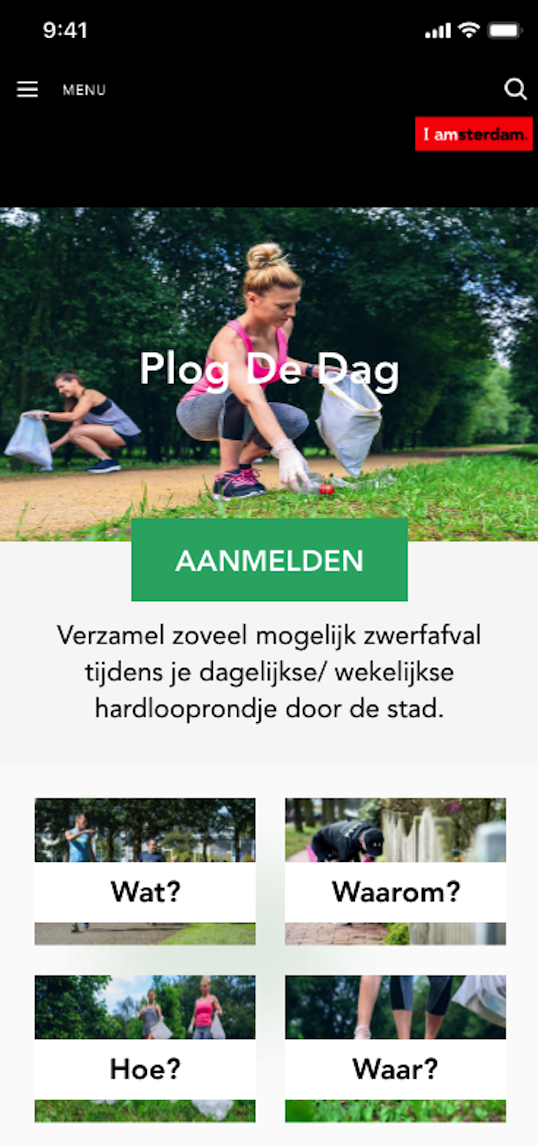 9:41
MENU
I amsterdam.
Plog De Dag
AANMELDEN
Verzamel zoveel mogelijk zwerfafval
tijdens je dagelijkse/ wekelijkse
hardlooprondje door de stad.
Wat?
Waarom?
Hoe?
Waar?